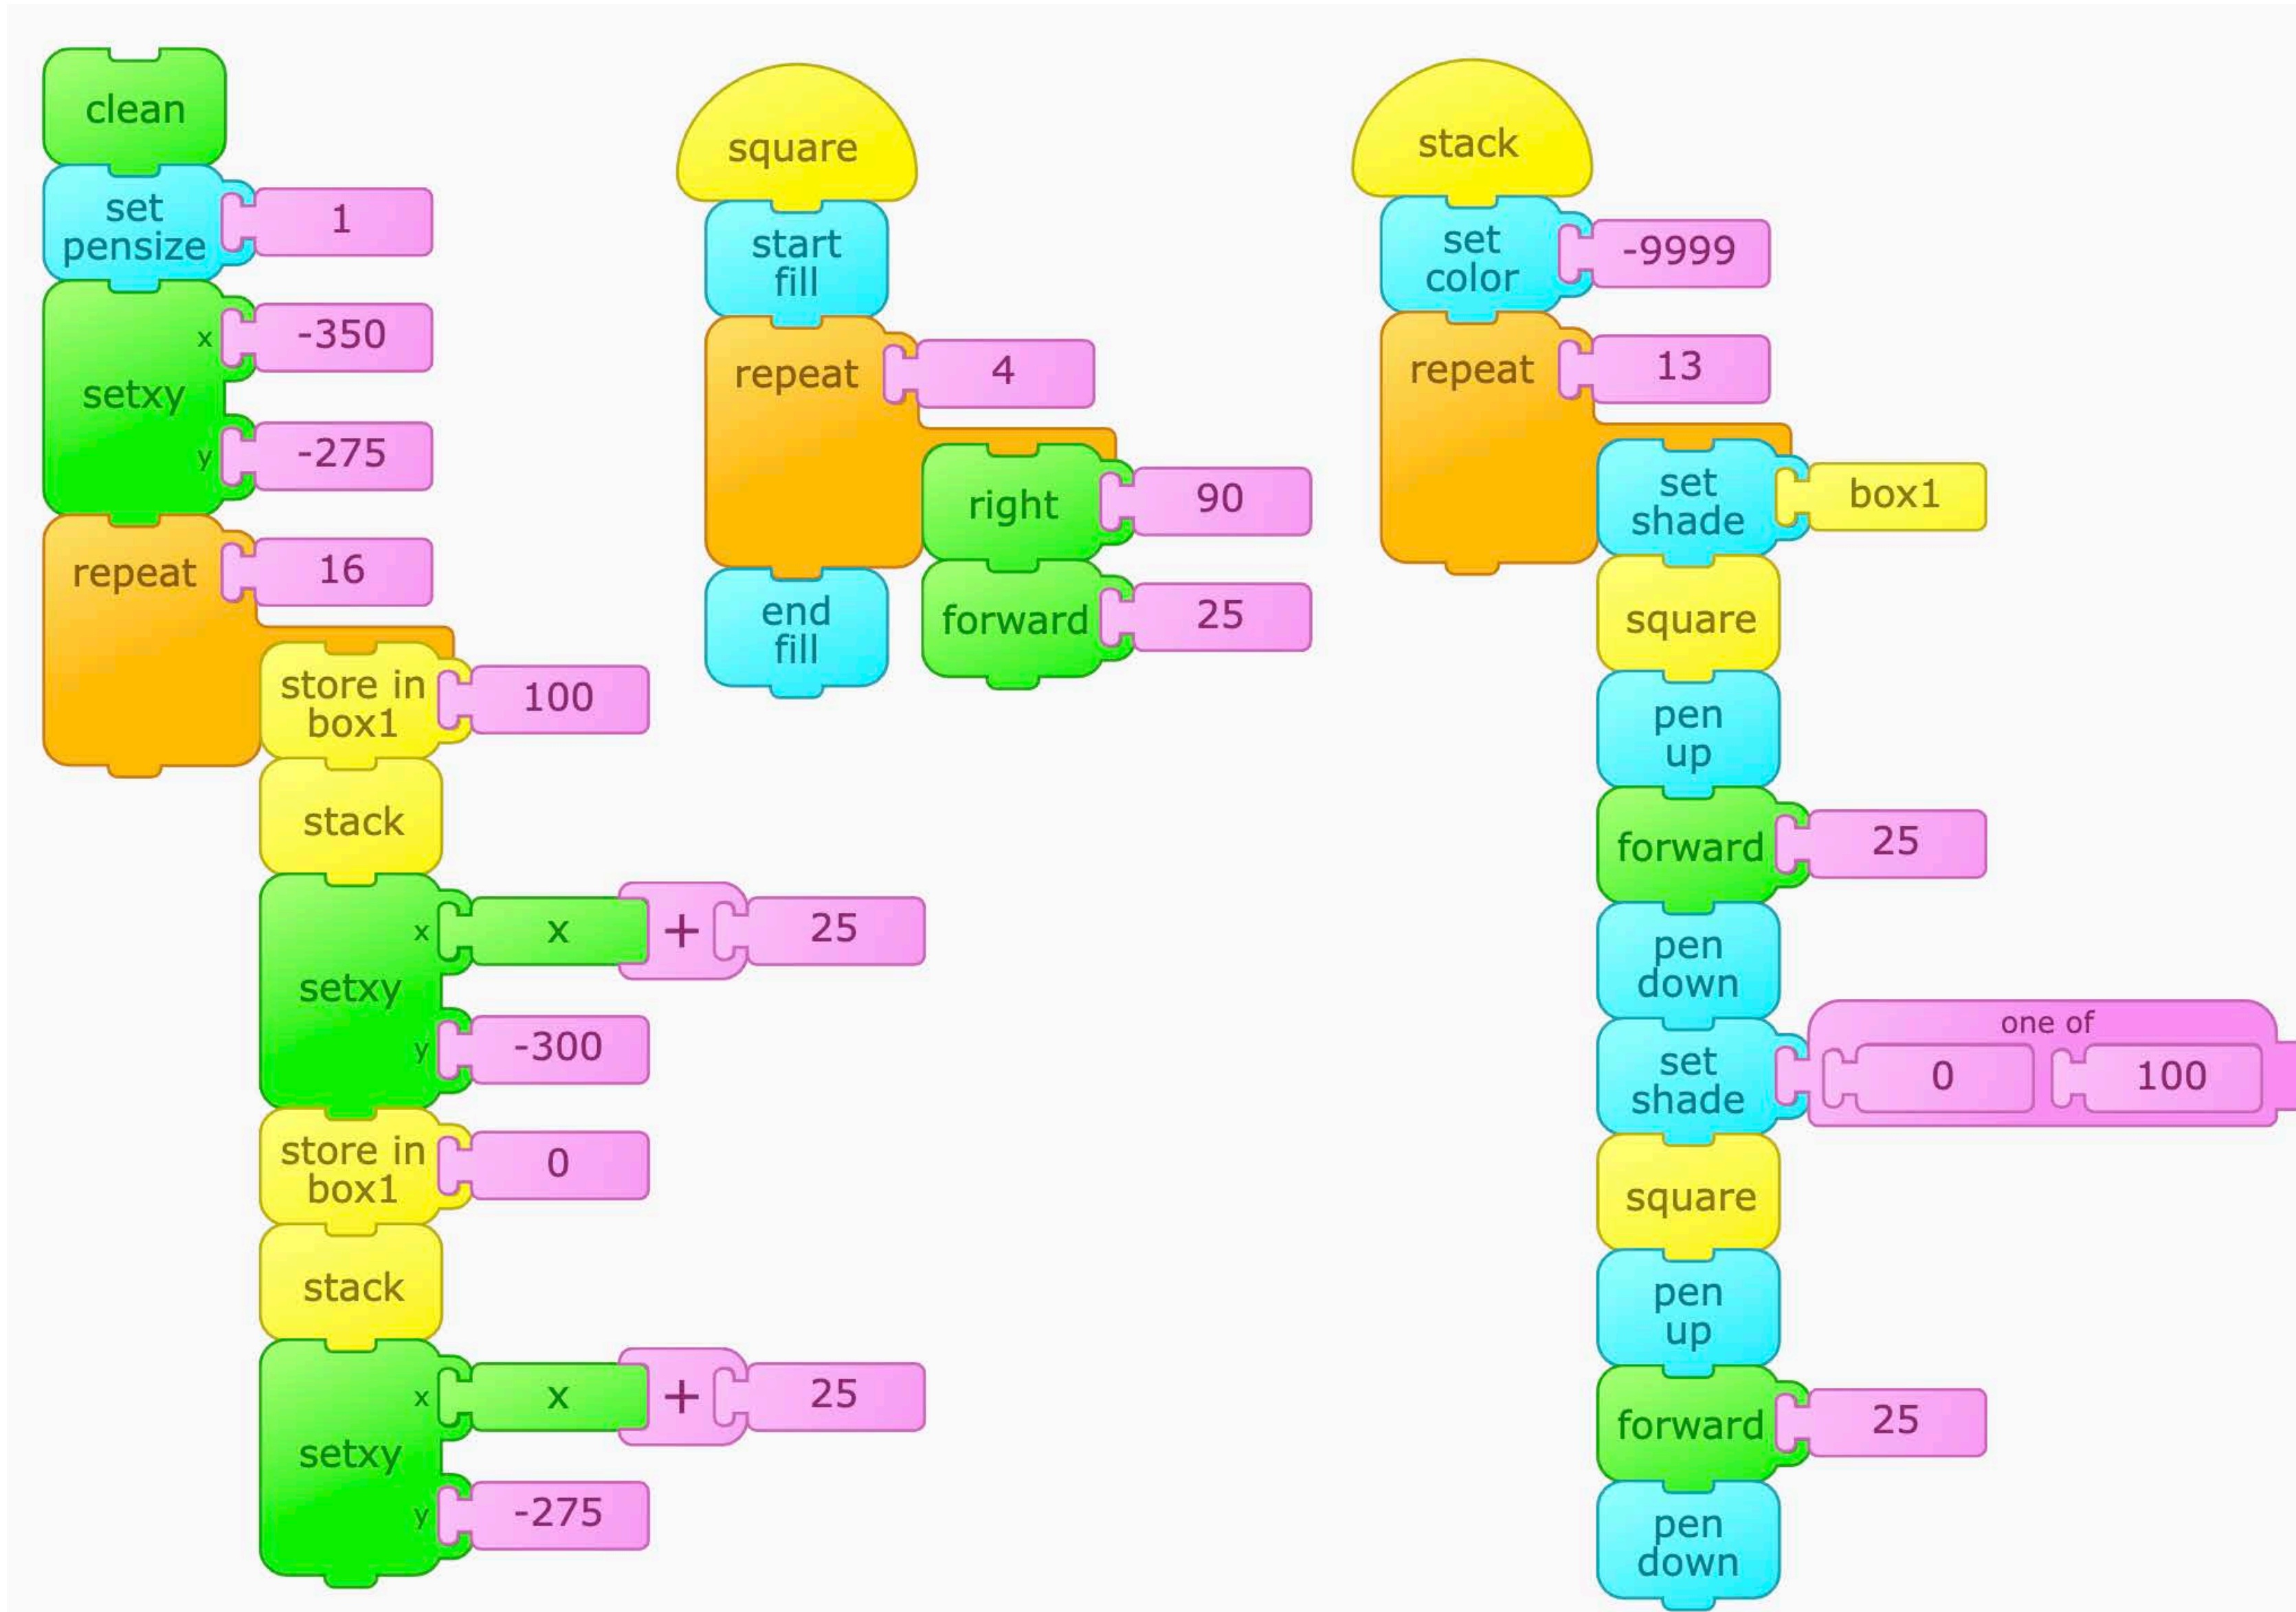 clean
set
pensize
1
setxy
x
-350
y
-275
repeat
16
store in
box1
100
stack
setxy
x
x
+
25
y
-300
store in
box1
0
stack
setxy
x
x
+
25
y
-275
square
start
fill
repeat
4
right
90
forward
25
end
fill
stack
set
color
-9999
repeat
13
set
shade
box1
square
pen
up
forward
25
pen
down
set
shade
one of
0
100
square
pen
up
forward
25
pen
down